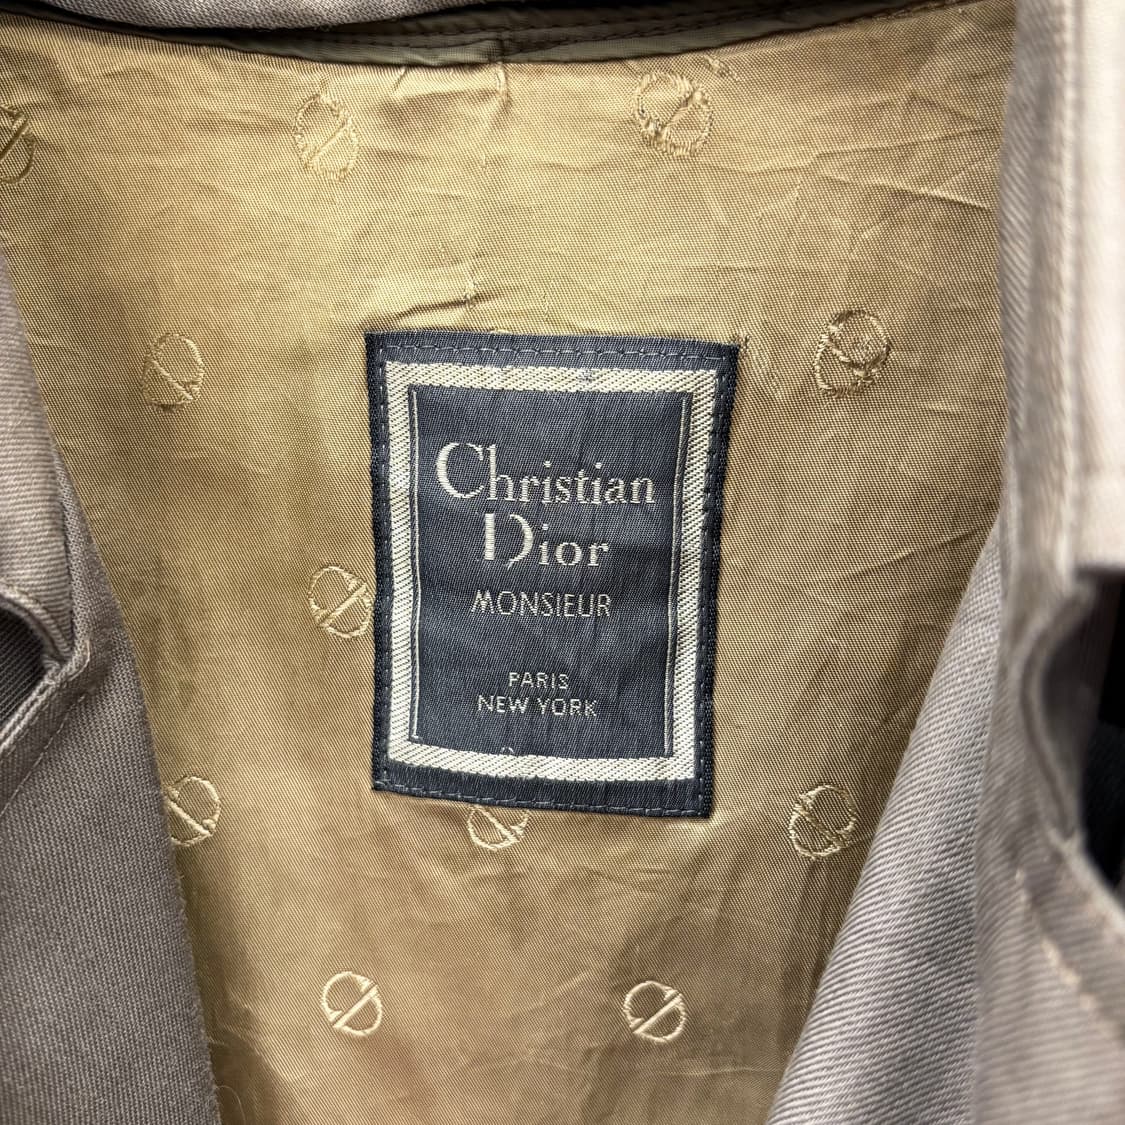 Christian
Dior
MONSIEUR
PARIS
NEW YORK